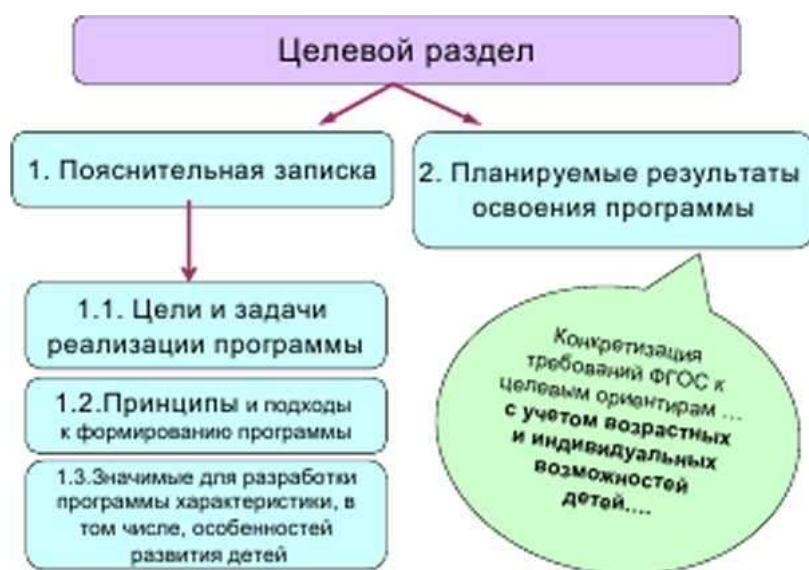 Целевой раздел
1. Пояснительная записка
2. Планируемые результаты
освоения программы
1.1. Цели и задачи
реализации программы
1.2.Принципы и подходы
к формированию программы
1.3.Значимые для разработки
программы характеристики, в
том числе, особенностей
развития детей
Конкретизация
требований ФГОС к
целевым ориентирам ...
с учетом возрастных
и индивидуальных
возможностей
детей....